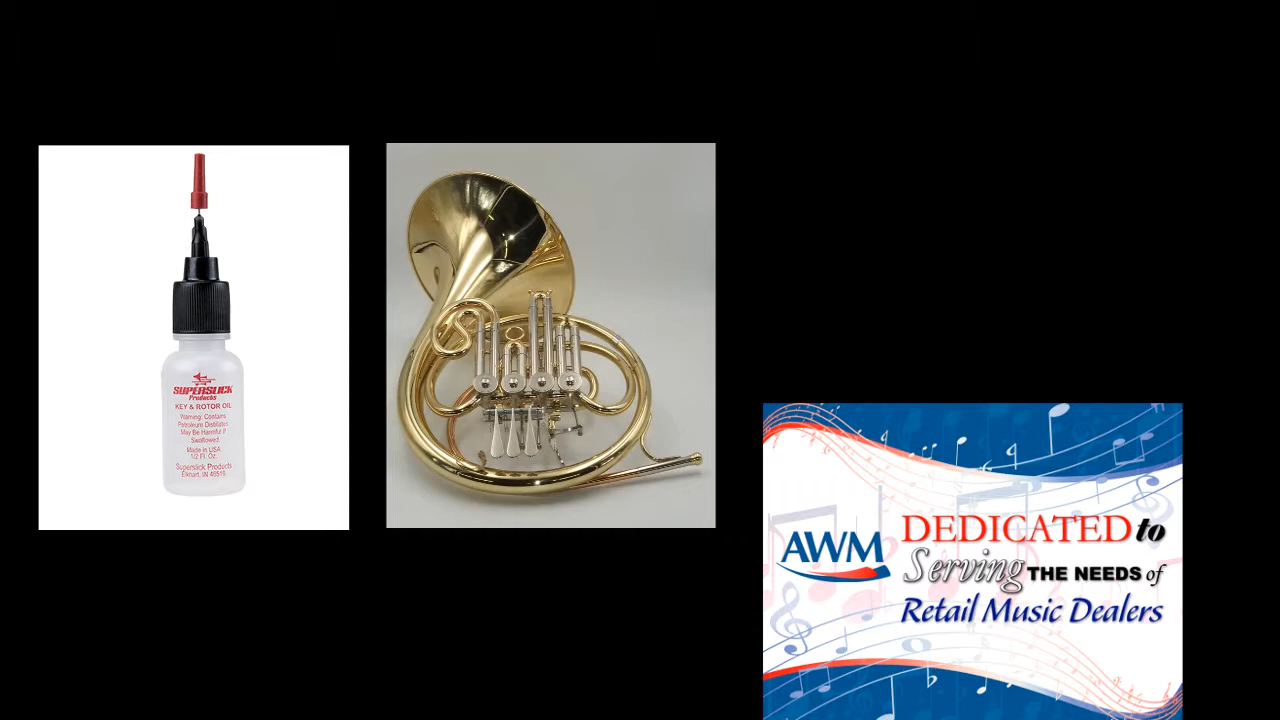 SUPERSLICK
Products
KEY & ROTOR OIL
Warning: Contains
Petroleum Distillates
May Be Harmful if
Swallowed.
Made in USA
1/2 Fl. Oz.
Superslick Products
Elkhart, IN 46516
AWM
DEDICATED to
Serving THE NEEDS of
Retail Music Dealers